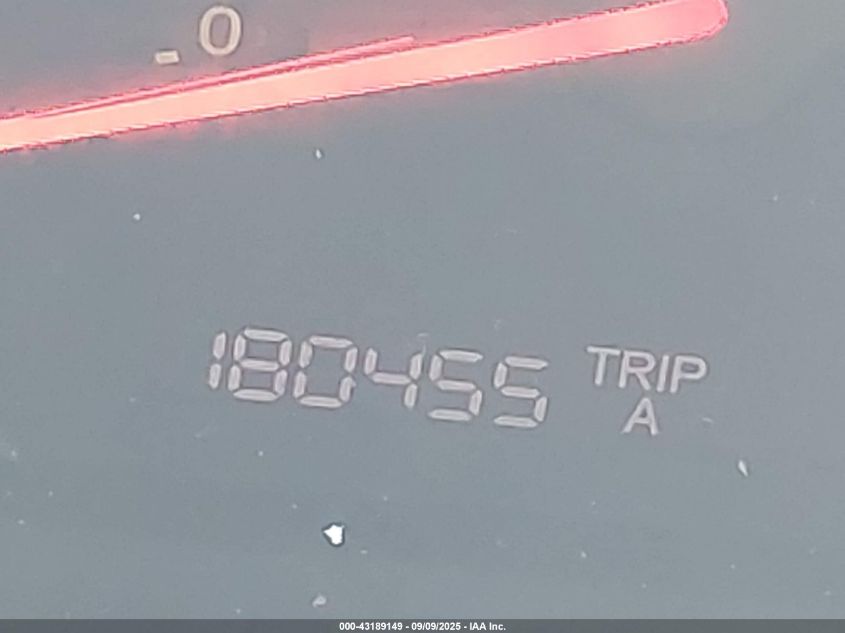 - 0
180455 TRIP
A
000-43189149 - 09/09/2025 - IAA Inc.